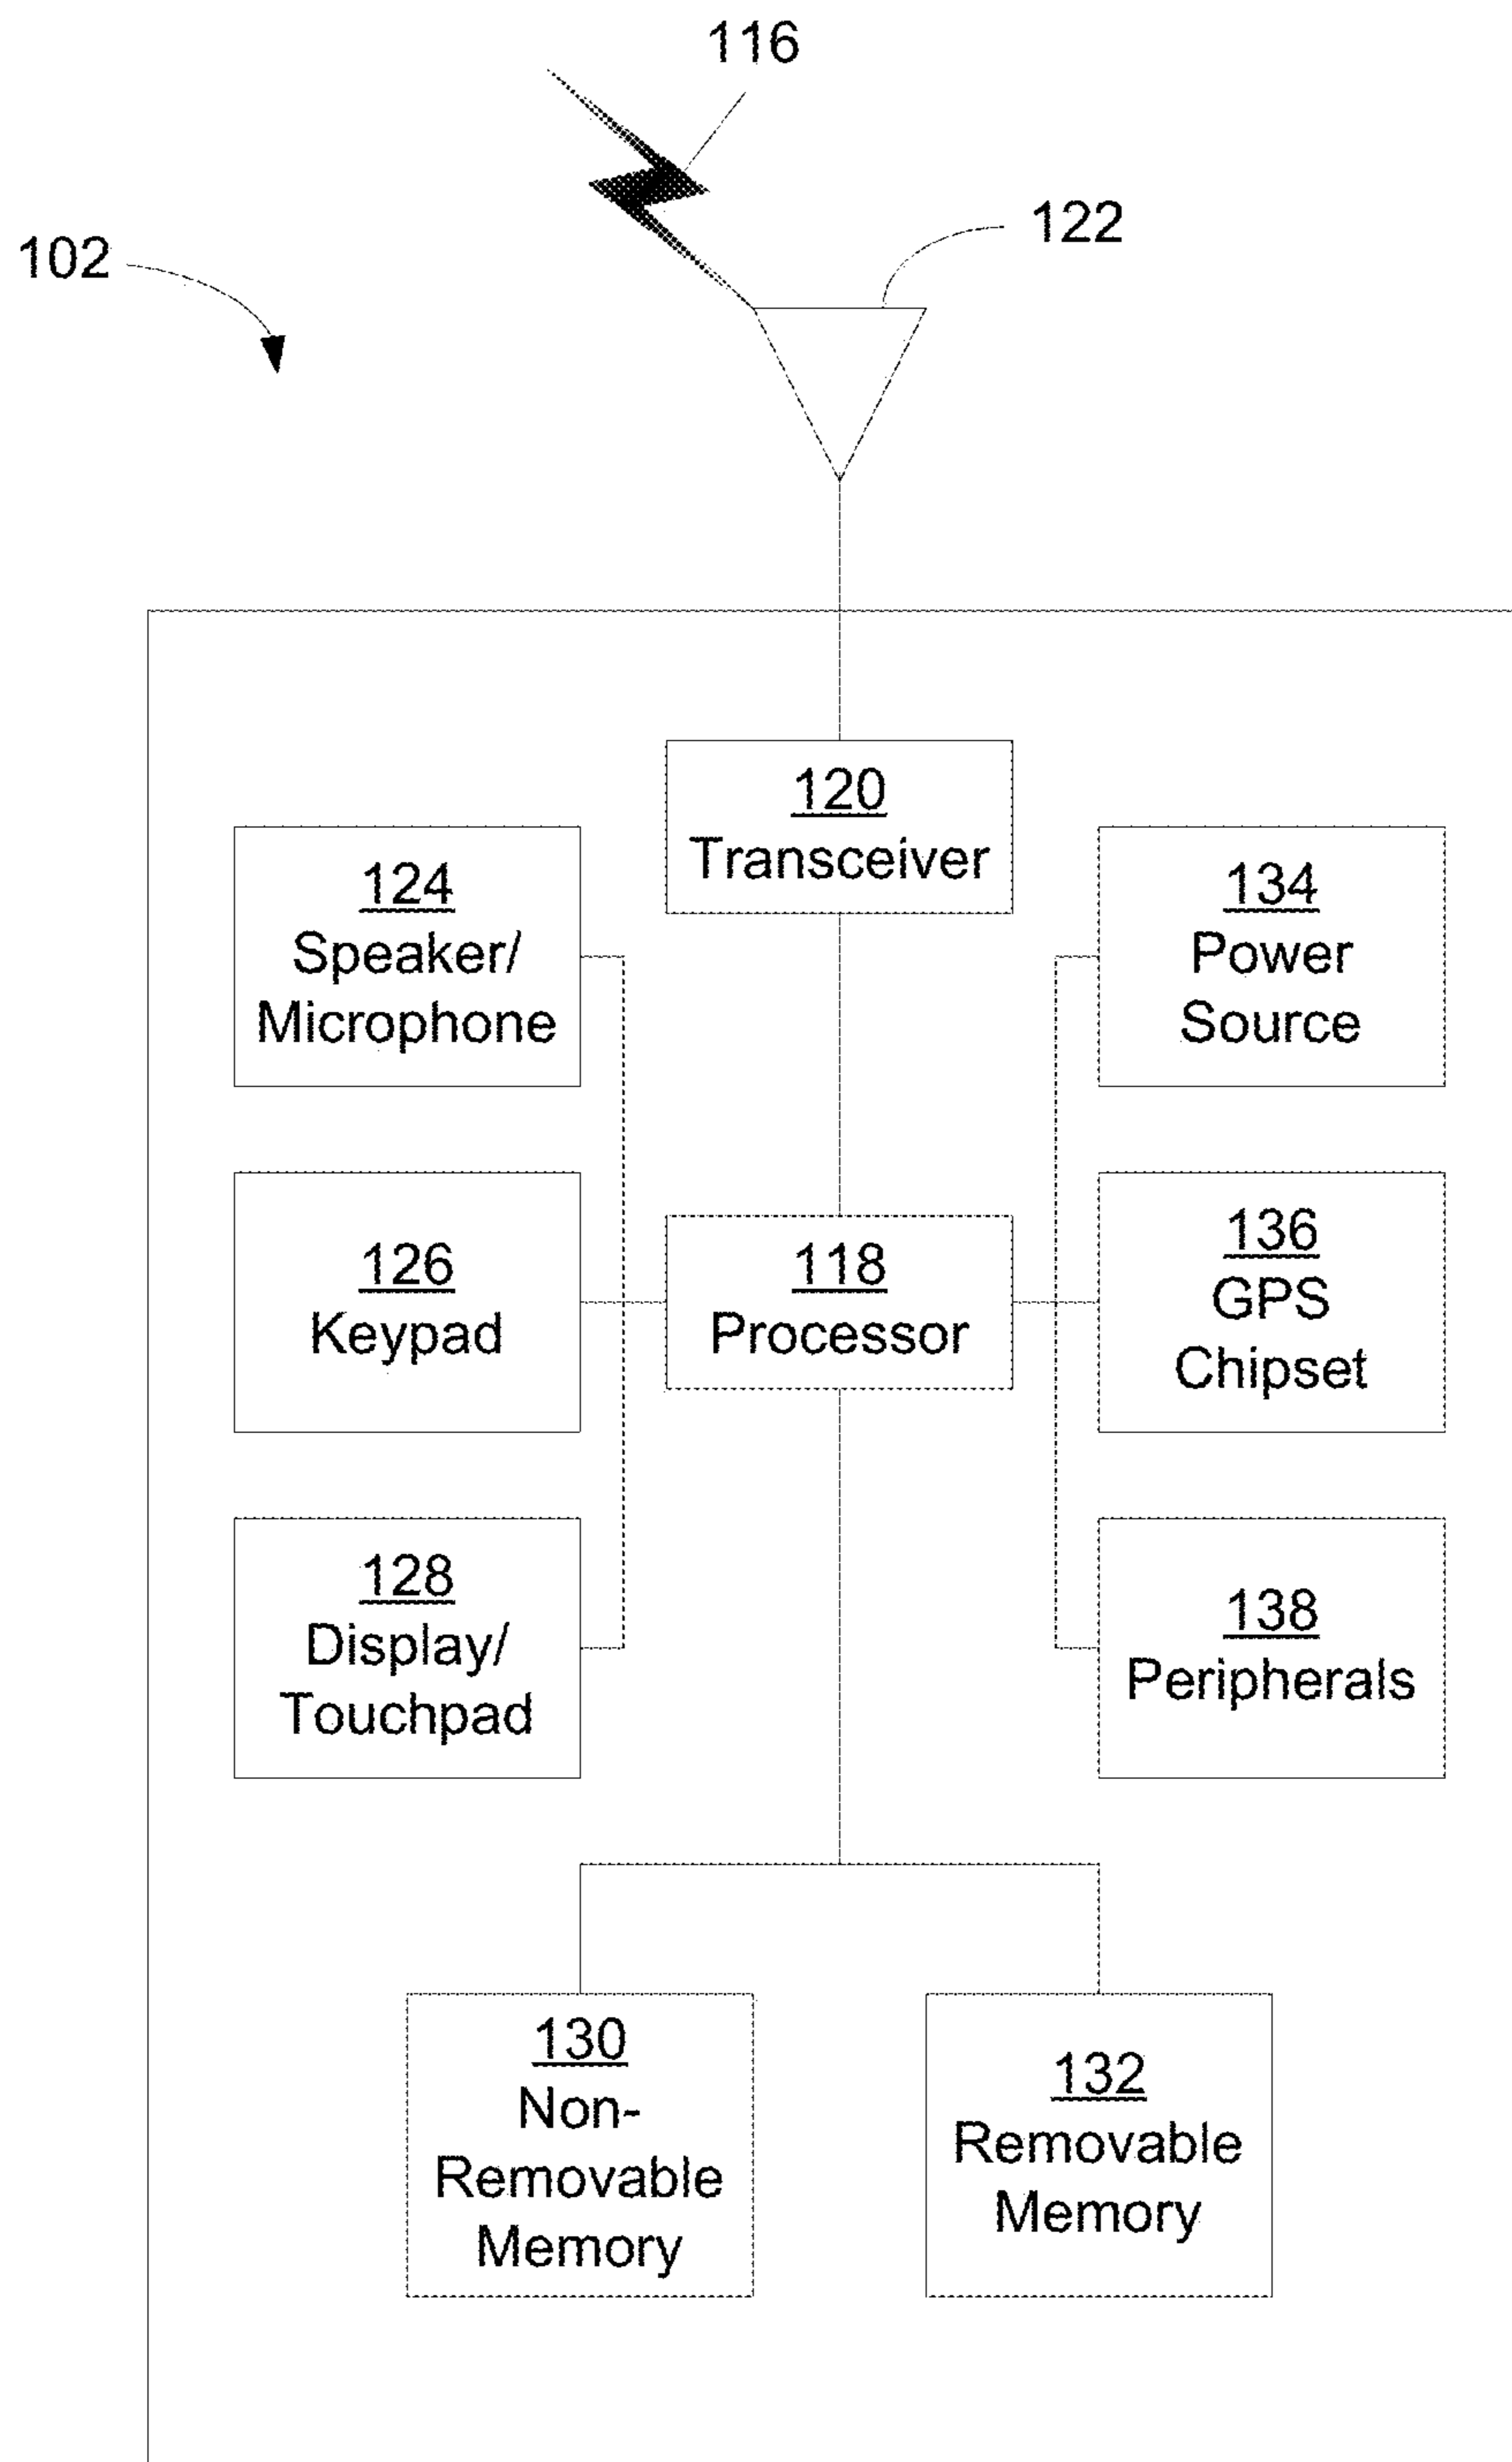 116
122
102
120
Transceiver
124
Speaker/
Microphone
134
Power
Source
126
Keypad
118
Processor
136
GPS
Chipset
128
Display/
Touchpad
138
Peripherals
130
Non-
Removable
Memory
132
Removable
Memory